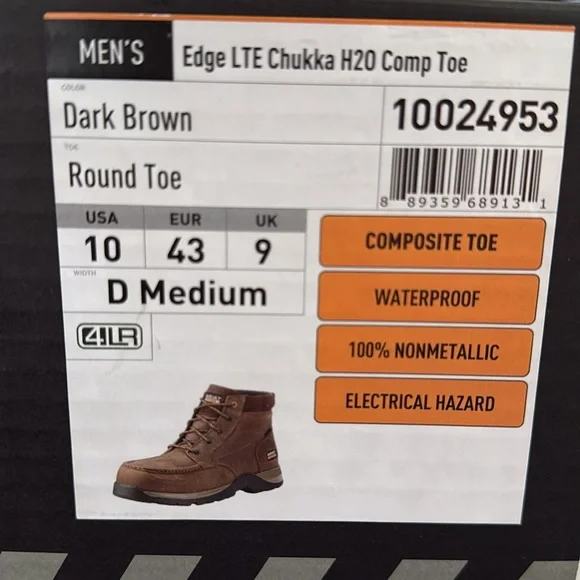 MEN'S
Edge LTE Chukka H20 Comp Toe
COLOR
Dark Brown
10024953
TOE
Round Toe
8 89359 68913 1
USA EUR UK
10 43 9
WIDTH
D Medium
COMPOSITE TOE
WATERPROOF
100% NONMETALLIC
ELECTRICAL HAZARD
4LR